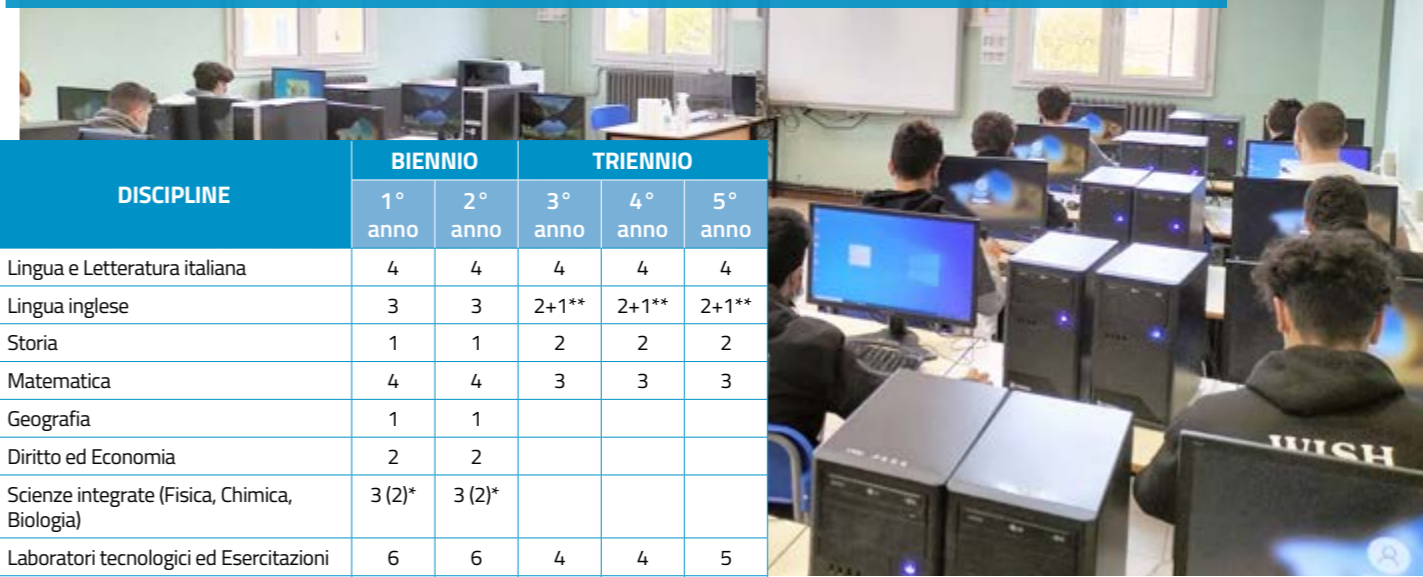 DISCIPLINE BIENNIO TRIENNIO
1° anno 2° anno 3° anno 4° anno 5° anno
Lingua e Letteratura italiana 4 4 4 4 4
Lingua inglese 3 3 2+1** 2+1** 2+1**
Storia 1 1 2 2 2
Matematica 4 4 3 3 3
Geografia 1 1
Diritto ed Economia 2 2
Scienze integrate (Fisica, Chimica, 3 (2)* 3 (2)*
Biologia)
Laboratori tecnologici ed Esercitazioni 6 6 4 4 5
WISH